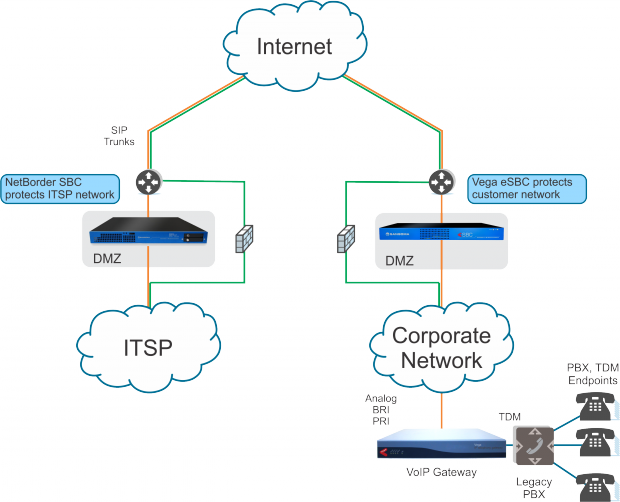 Internet
SIP
Trunks
NetBorder SBC
protects ITSP network
Vega eSBC protects
customer network
DMZ
DMZ
ITSP
Corporate
Network
PBX, TDM
Endpoints
Analog
BRI
PRI
TDM
VoIP Gateway
Legacy
PBX